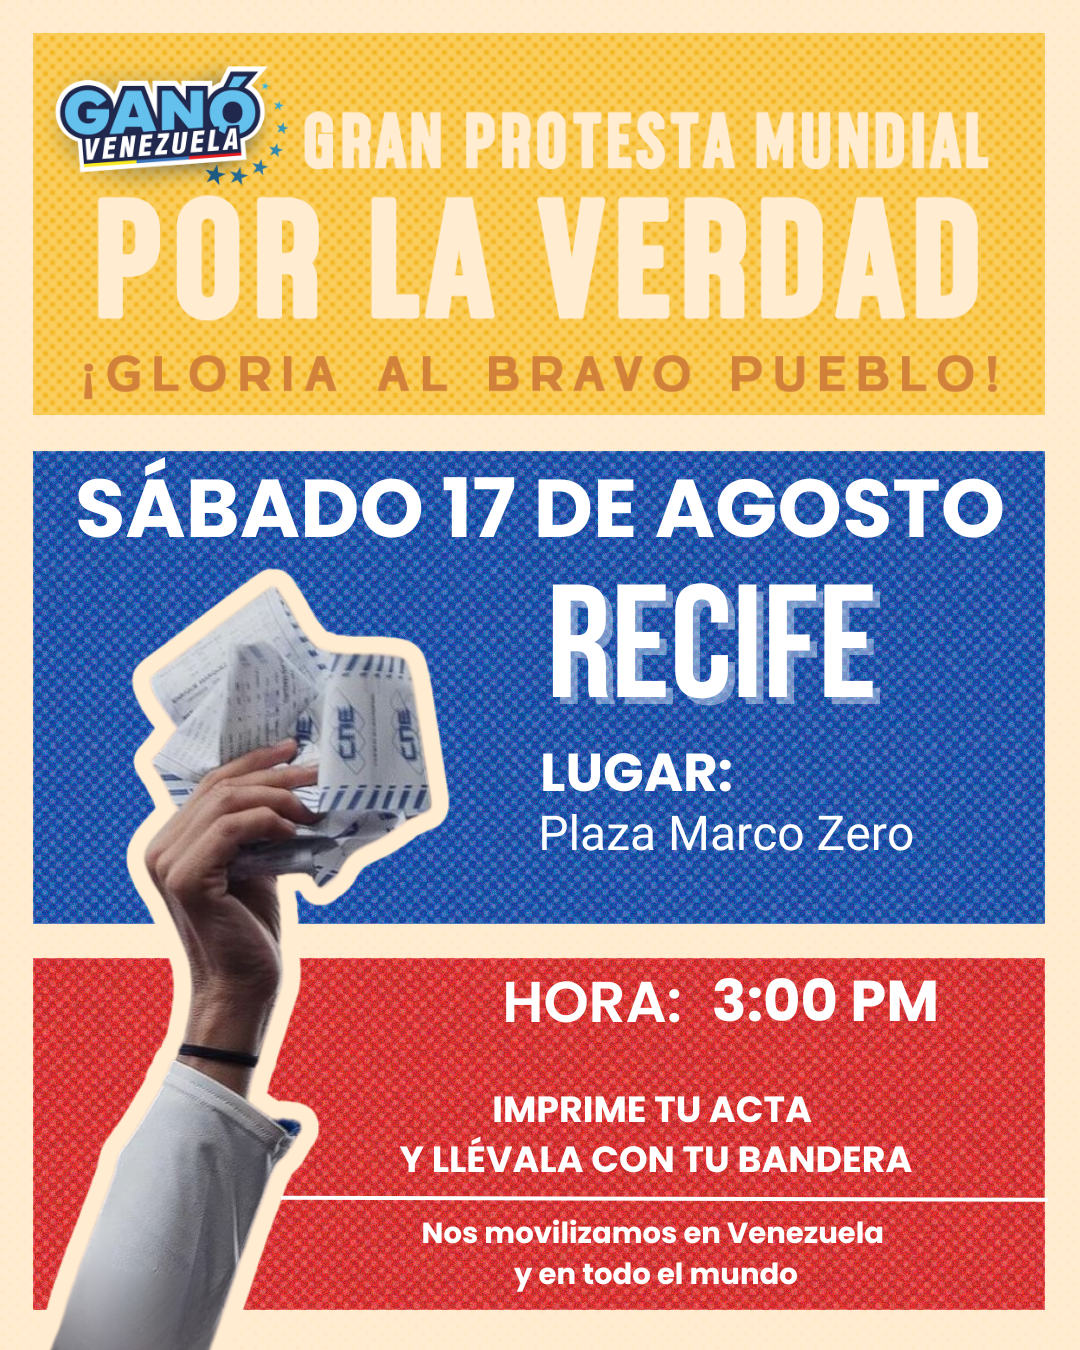 GANÓ
VENEZUELA
GRAN PROTESTA MUNDIAL
POR LA VERDAD
¡GLORIA AL BRAVO PUEBLO!
SÁBADO 17 DE AGOSTO
RECIFE
CNE
CNE
LUGAR:
Plaza Marco Zero
HORA: 3:00 PM
IMPRIME TU ACTA
Y LLÉVALA CON TU BANDERA
Nos movilizamos en Venezuela
y en todo el mundo